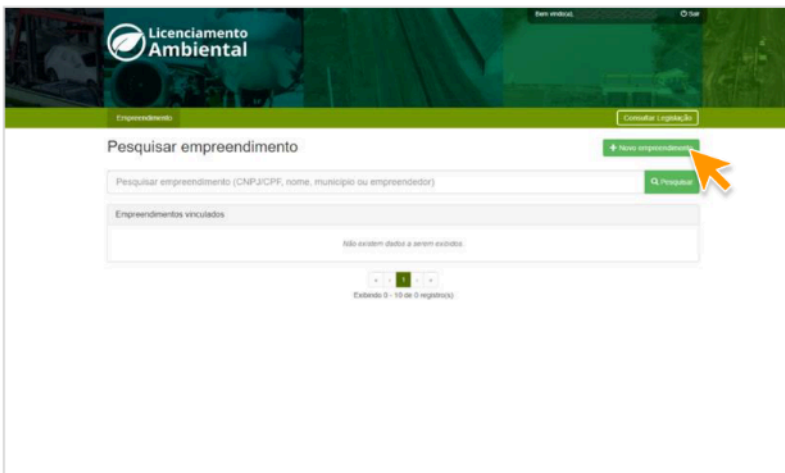 Bem vindo(a),
Sair
Licenciamento
Ambiental
Empreendimento
Consultar Legislação
Pesquisar empreendimento
+ Novo empreendimento
Pesquisar empreendimento (CNPJ/CPF, nome, município ou empreendedor)
Pesquisar
Empreendimentos vinculados
Não existem dados a serem exibidos.
« ‹ 1 › »
Exibindo 0 - 10 de 0 registro(s)